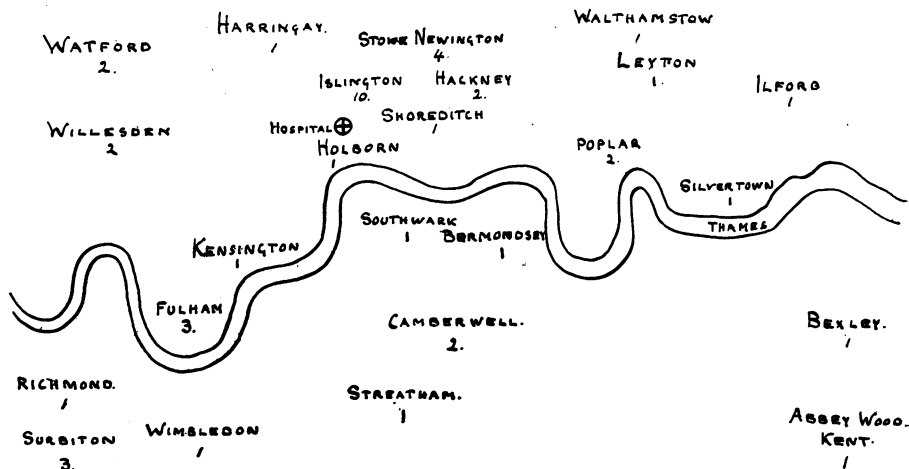 HARRINGAY.
1
WALTHAMSTOW
1
WATFORD
2.
STOKE NEWINGTON
4.
LEYTON
1.
ISLINGTON
10.
HACKNEY
2.
ILFORD
1
WILLESDEN
2
HOSPITAL
SHOREDITCH
1
HOLBORN
1
POPLAR
2.
SILVERTOWN
1
THAMES
SOUTHWARK
1
BERMONDSEY
1
KENSINGTON
1
FULHAM
3.
CAMBERWELL.
2.
BEXLEY.
1
RICHMOND.
1
STREATHAM.
1
SURBITON
3.
WIMBLEDON
1
ABBEY WOOD.
KENT.
1